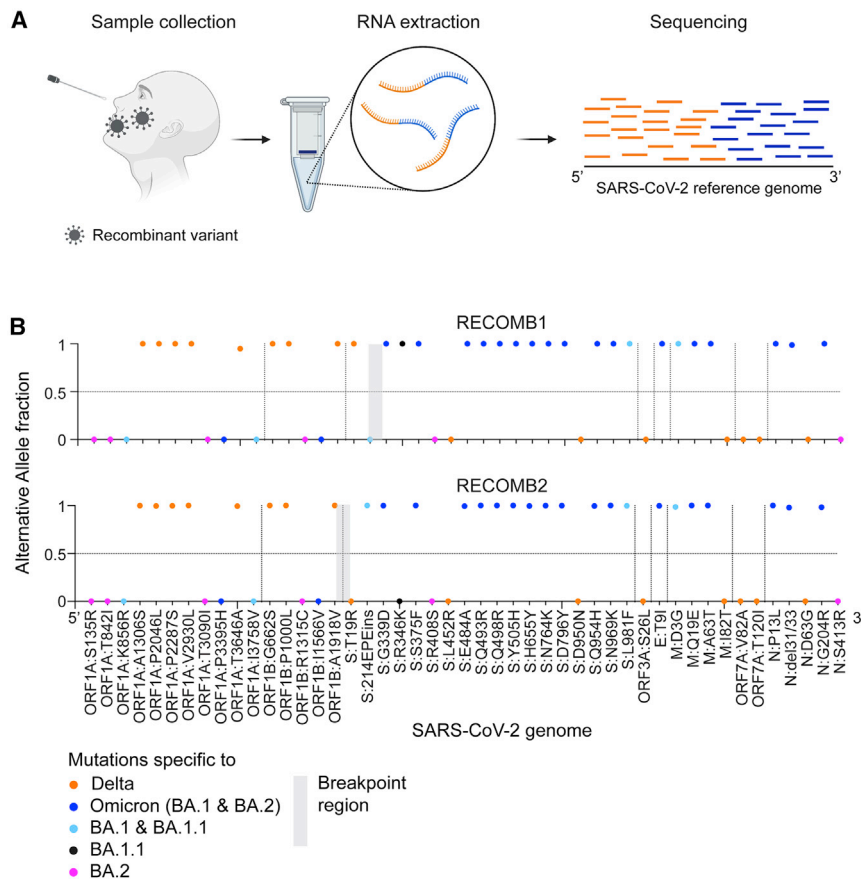 A
Sample collection
RNA extraction
Sequencing
5'
3'
SARS-CoV-2 reference genome
Recombinant variant
B
RECOMB1
Alternative Allele fraction
1
0.5
0
RECOMB2
1
0.5
0
5'
3
ORF1A:S135R
ORF1A:T842I
ORF1A:K856R
ORF1A:A1306S
ORF1A:P2046L
ORF1A:P2287S
ORF1A:V2930L
ORF1A:T3090I
ORF1A:P3395H
ORF1A:T3646A
ORF1A:I3758V
ORF1B:G662S
ORF1B:P1000L
ORF1B:R1315C
ORF1B:I1566V
ORF1B:A1918V
S:T19R
S:214EPEins
S:G339D
S:R346K
S:S375F
S:R408S
S:L452R
S:E484A
S:Q493R
S:Q498R
S:Y505H
S:H655Y
S:N764K
S:D796Y
S:D950N
S:Q954H
S:N969K
S:L981F
ORF3A:S26L
E:T9I
M:D3G
M:Q19E
M:A63T
M:I82T
ORF7A:V82A
ORF7A:T120I
N:P13L
N:del31/33
N:D63G
N:G204R
N:S413R
SARS-CoV-2 genome
Mutations specific to
Delta
Omicron (BA.1 & BA.2)
BA.1 & BA.1.1
BA.1.1
BA.2
Breakpoint
region